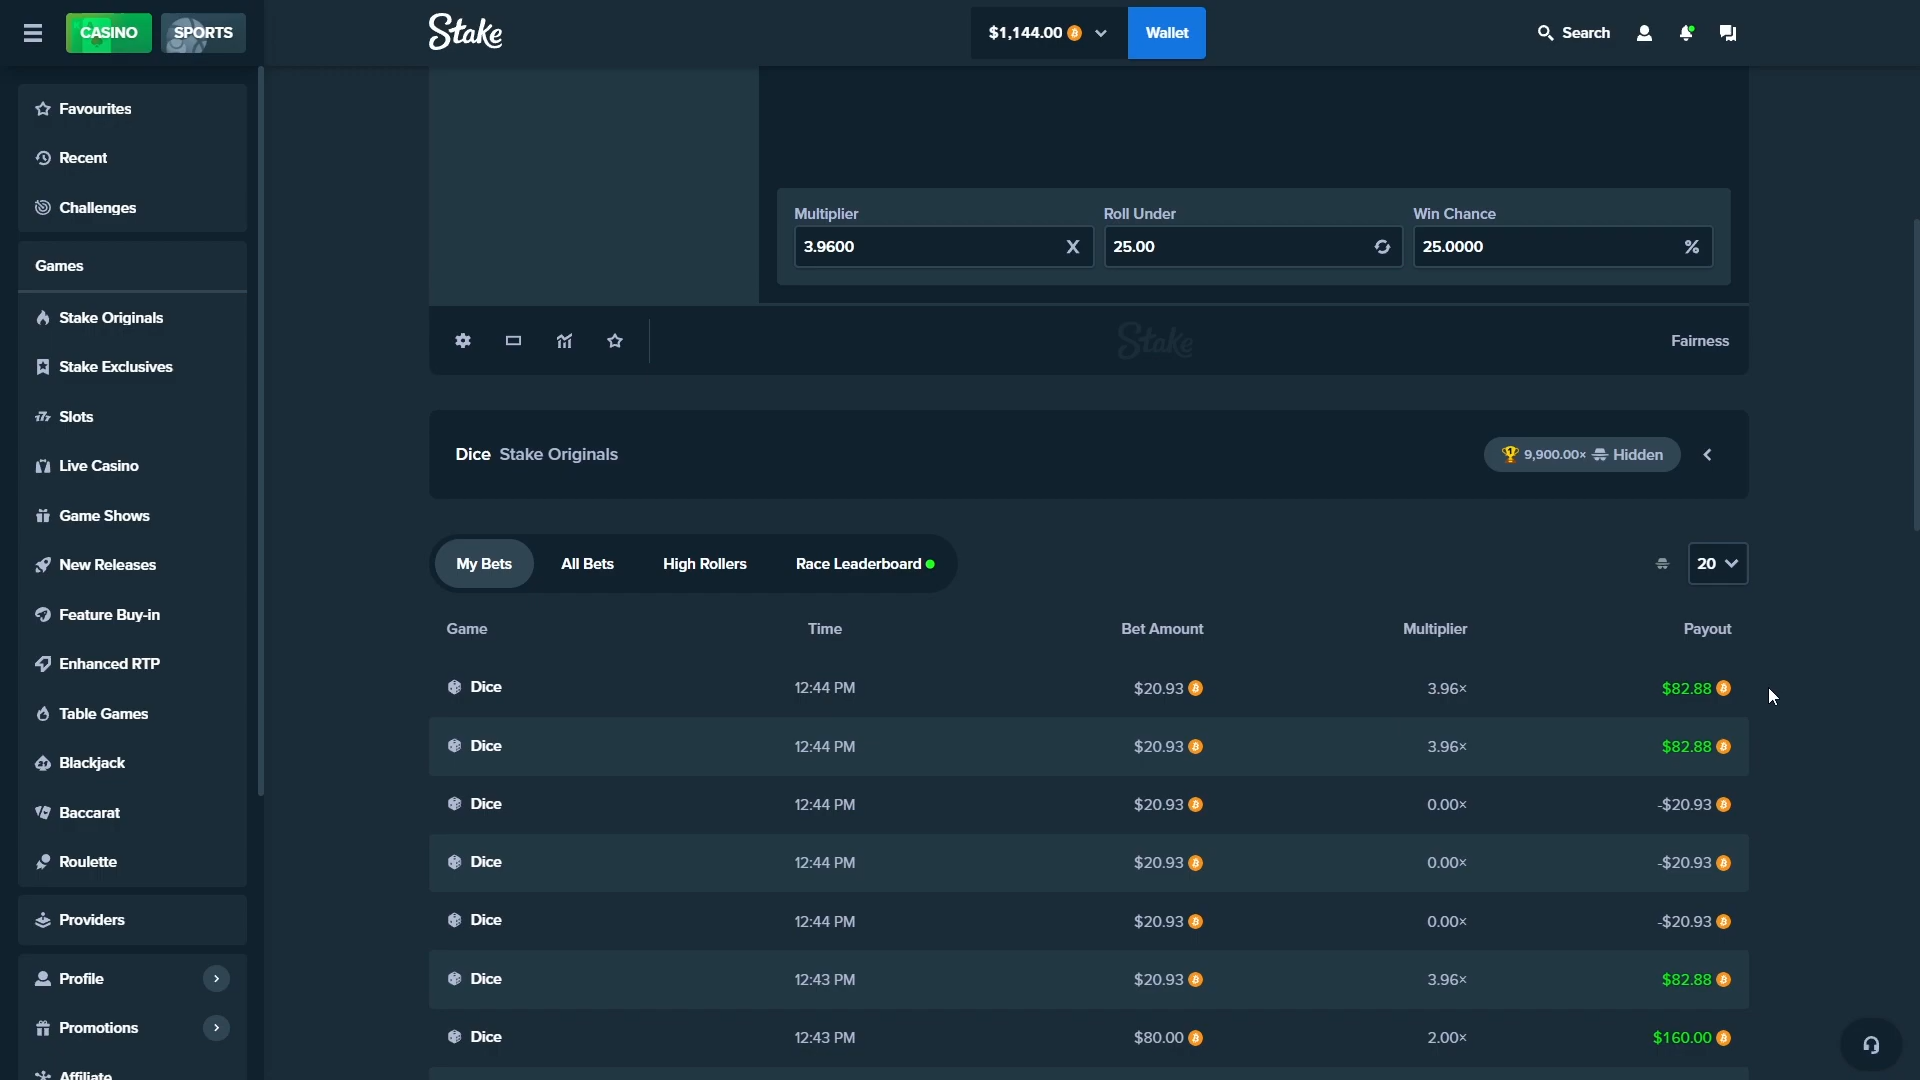 CASINO
SPORTS
Stake
$1,144.00
Wallet
Search
Favourites
Recent
Challenges
Games
Stake Originals
Stake Exclusives
Slots
Live Casino
Game Shows
New Releases
Feature Buy-in
Enhanced RTP
Table Games
Blackjack
Baccarat
Roulette
Providers
Profile
Promotions
Affiliate
Multiplier Roll Under Win Chance
3.9600 X 25.00 25.0000 %
Stake
Fairness
Dice Stake Originals
9,900.00× Hidden
My Bets All Bets High Rollers Race Leaderboard
20
Game Time Bet Amount Multiplier Payout
Dice 12:44 PM $20.93 3.96× $82.88
Dice 12:44 PM $20.93 3.96× $82.88
Dice 12:44 PM $20.93 0.00× -$20.93
Dice 12:44 PM $20.93 0.00× -$20.93
Dice 12:44 PM $20.93 0.00× -$20.93
Dice 12:43 PM $20.93 3.96× $82.88
Dice 12:43 PM $80.00 2.00× $160.00